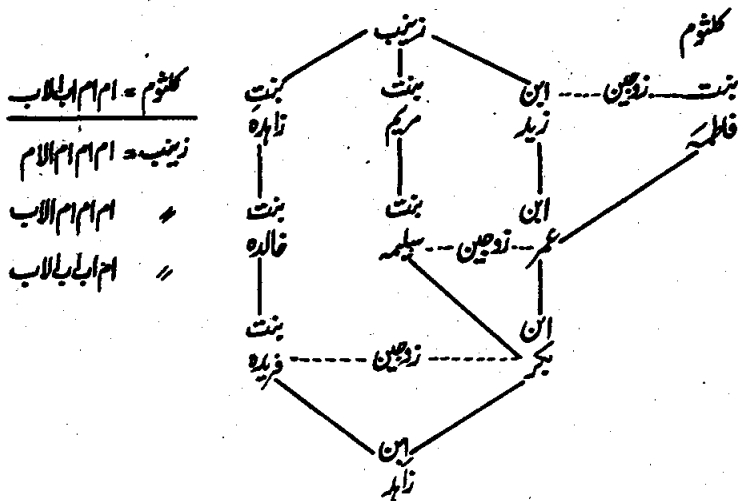 زینب
کلثوم
کلثوم = ام ام اب الاب
بنت
بنت
ابن
زوجین
بنت
زاہدہ
مریم
زید
فاطمہ
زینب = ام ام ام الام
〃 ام ام ام الاب
〃 ام اب اب الاب
بنت
بنت
ابن
خالدہ
سلیمہ
زوجین
عمر
بنت
ابن
فریدہ
زوجین
بکر
ابن
زاہد